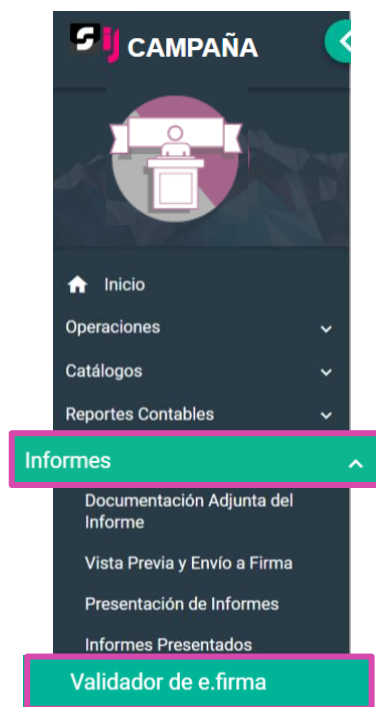 Sij CAMPAÑA
Inicio
Operaciones
Catálogos
Reportes Contables
Informes
Documentación Adjunta del
Informe
Vista Previa y Envío a Firma
Presentación de Informes
Informes Presentados
Validador de e.firma